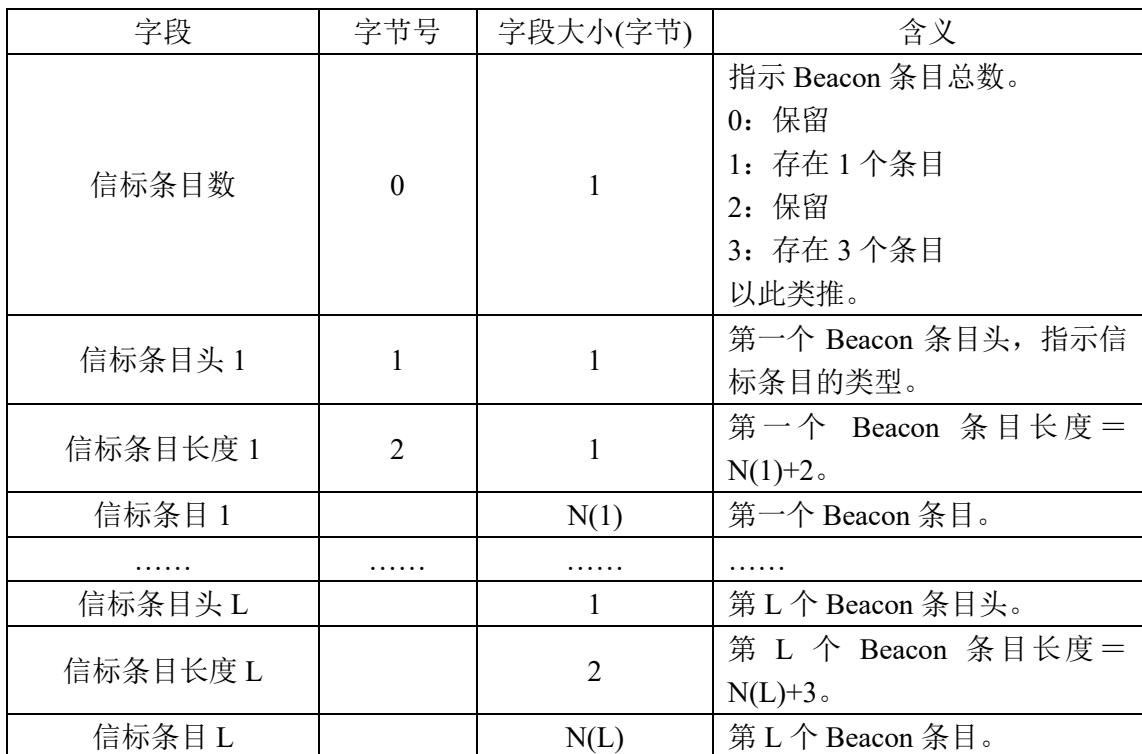 字段 字节号 字段大小(字节) 含义
信标条目数 0 1 指示 Beacon 条目总数。
0：保留
1：存在 1 个条目
2：保留
3：存在 3 个条目
以此类推。
信标条目头 1 1 1 第一个 Beacon 条目头，指示信
标条目的类型。
信标条目长度 1 2 1 第一个 Beacon 条目长度＝
N(1)+2。
信标条目 1 N(1) 第一个 Beacon 条目。
…… …… …… ……
信标条目头 L 1 第 L 个 Beacon 条目头。
信标条目长度 L 2 第 L 个 Beacon 条目长度＝
N(L)+3。
信标条目 L N(L) 第 L 个 Beacon 条目。